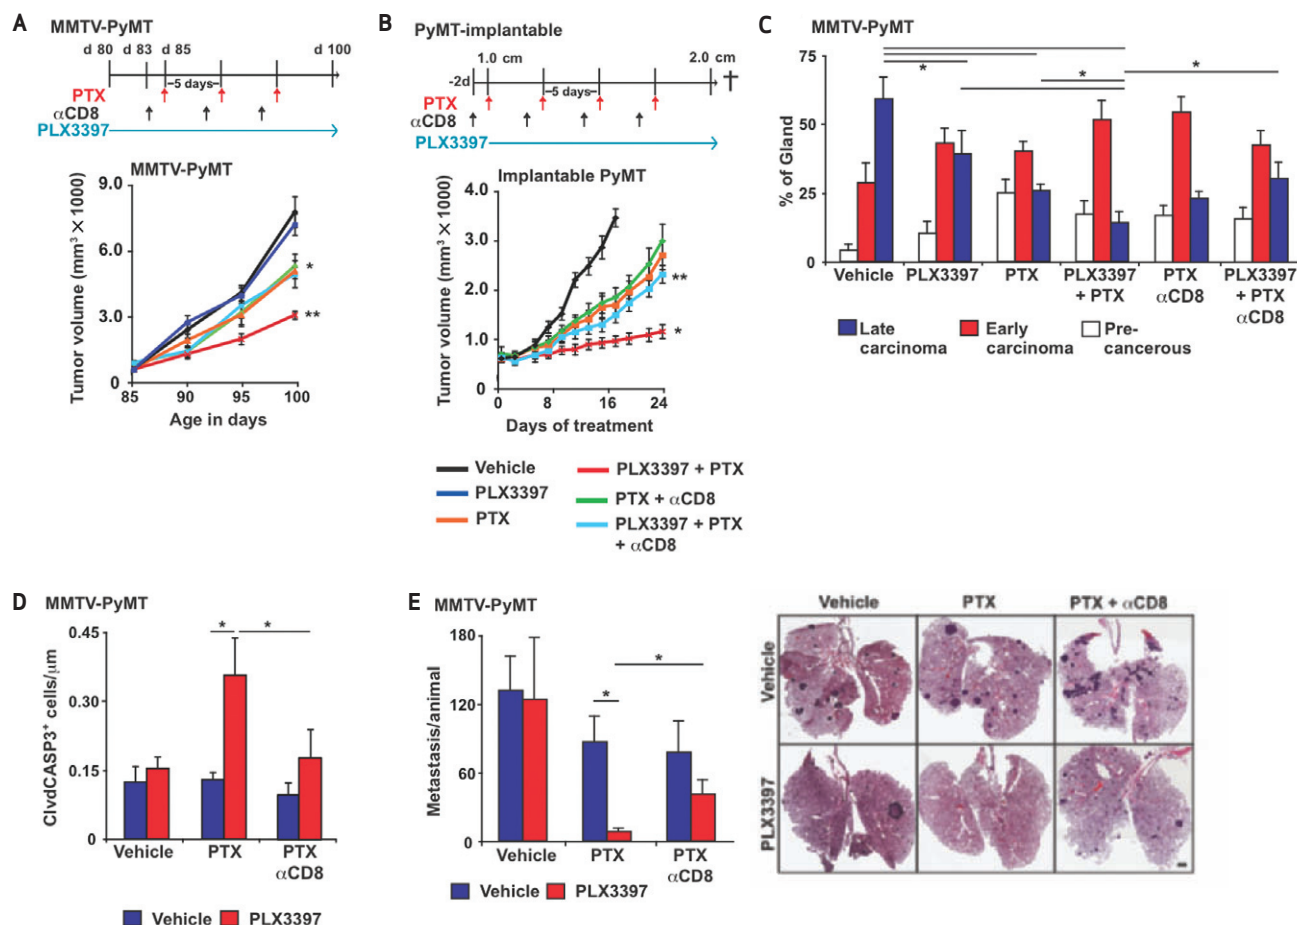 A
MMTV-PyMT
d 80 d 83 d 85 d 100
5 days
PTX
αCD8
PLX3397
MMTV-PyMT
Tumor volume (mm³ × 1000)
9.0
6.0
3.0
0
*
**
85 90 95 100
Age in days
B
PyMT-implantable
1.0 cm 2.0 cm
-2d
5 days
†
PTX
αCD8
PLX3397
Implantable PyMT
Tumor volume (mm³ × 1000)
4.0
3.0
2.0
1.0
0
**
*
0 8 16 24
Days of treatment
Vehicle
PLX3397
PTX
PLX3397 + PTX
PTX + αCD8
PLX3397 + PTX
+ αCD8
C
MMTV-PyMT
% of Gland
75
50
25
0
* * *
Vehicle PLX3397 PTX PLX3397 PTX PLX3397
+ PTX αCD8 + PTX
αCD8
Late Early Pre-
carcinoma carcinoma cancerous
D
MMTV-PyMT
ClvdCASP3⁺ cells/µm
0.45
0.30
0.15
0
* *
Vehicle PTX PTX
αCD8
Vehicle PLX3397
E
MMTV-PyMT
Metastasis/animal
180
120
60
0
*
*
Vehicle PTX PTX
αCD8
Vehicle PLX3397
Vehicle PTX PTX + αCD8
Vehicle
PLX3397